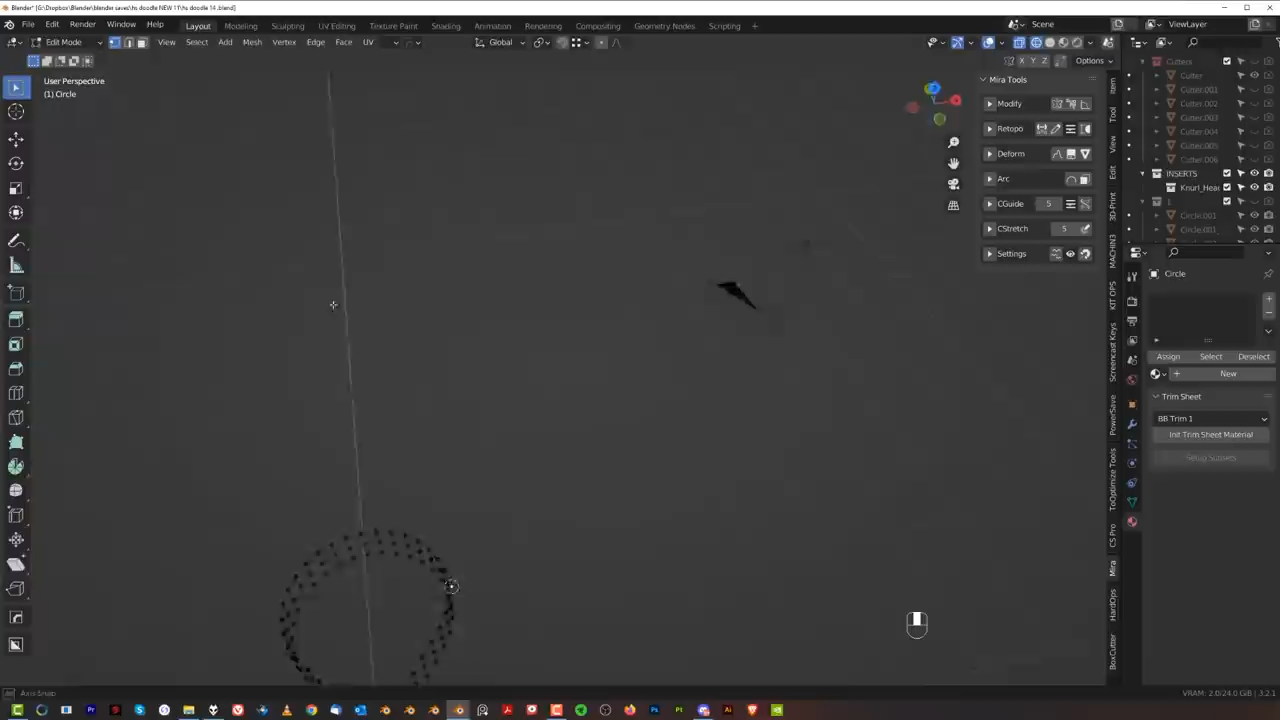 Blender* [G:\Dropbox\Blender\blender saves\hs doodle NEW 11\hs doodle 14.blend]
File Edit Render Window Help Layout Modeling Sculpting UV Editing Texture Paint Shading Animation Rendering Compositing Geometry Nodes Scripting + Scene ViewLayer
Edit Mode View Select Add Mesh Vertex Edge Face UV Global
X Y Z Options
User Perspective
(1) Circle
Mira Tools
Modify
Retopo
Deform
Arc
CGuide 5
CStretch 5
Settings
Item
Tool
View
Edit
3D-Print
MACHIN3
KIT OPS
Screencast Keys
PowerSave
ToOptimize Tools
CS Pro
Mira
HardOps
BoxCutter
Cutters
Cutter
Cutter.001
Cutter.002
Cutter.003
Cutter.004
Cutter.005
Cutter.006
INSERTS
Knurl_Hea
1
Circle.001
Circle.001
Circle
Assign Select Deselect
+ New
Trim Sheet
BB Trim 1
Init Trim Sheet Material
Axis Snap
VRAM: 2.0/24.0 GiB | 3.2.1